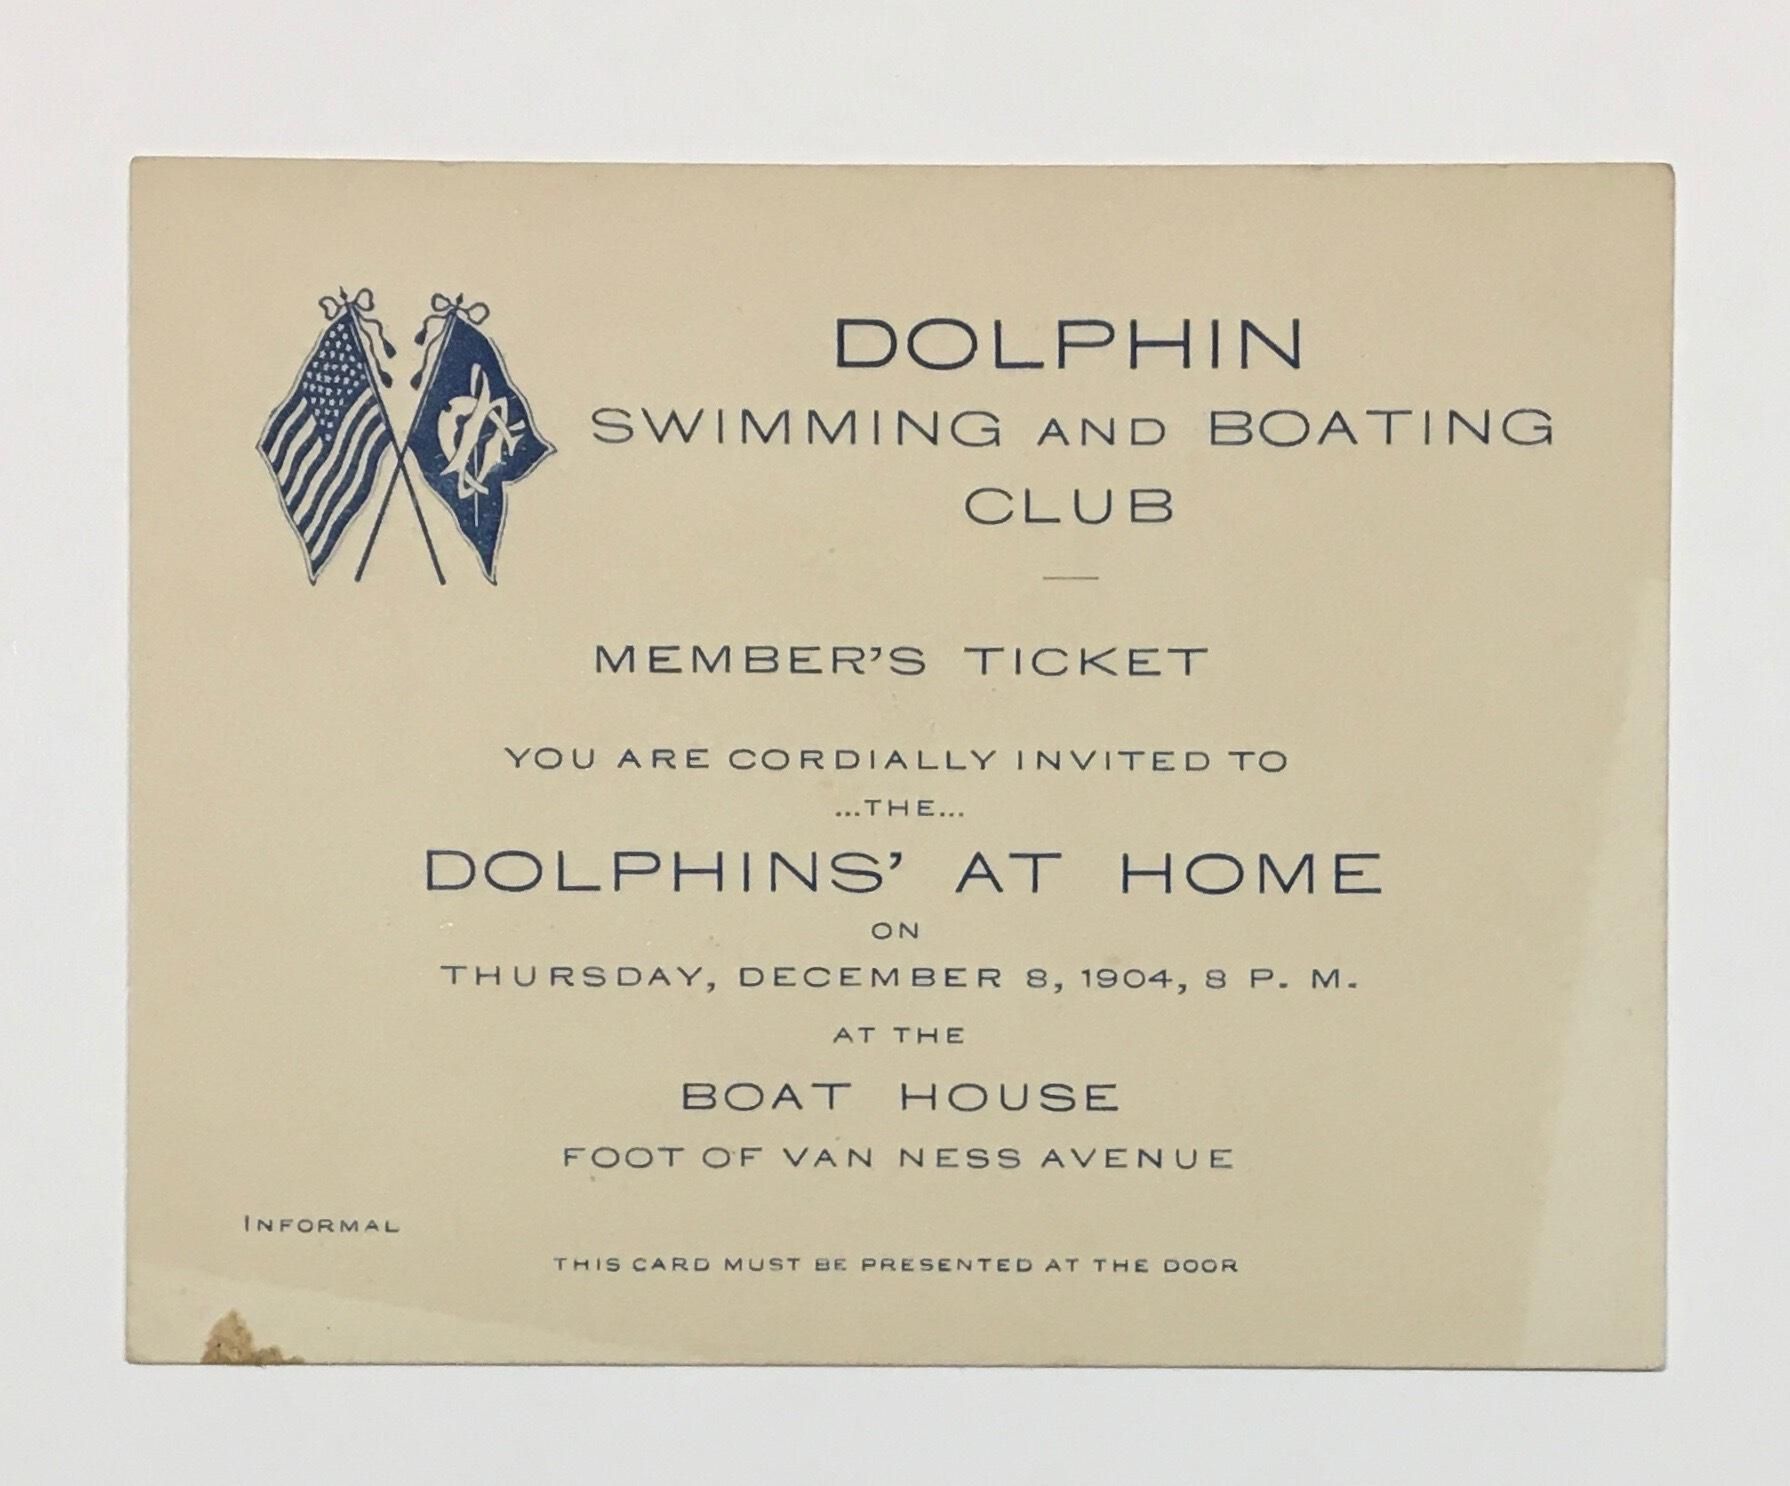 DOLPHIN
SWIMMING AND BOATING
CLUB
MEMBER'S TICKET
YOU ARE CORDIALLY INVITED TO
...THE...
DOLPHINS' AT HOME
ON
THURSDAY, DECEMBER 8, 1904, 8 P. M.
AT THE
BOAT HOUSE
FOOT OF VAN NESS AVENUE
INFORMAL
THIS CARD MUST BE PRESENTED AT THE DOOR